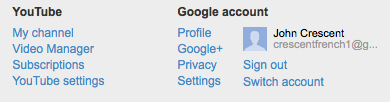 YouTube
My channel
Video Manager
Subscriptions
YouTube settings
Google account
Profile
Google+
Privacy
Settings
John Crescent
crescentfrench1@g...
Sign out
Switch account